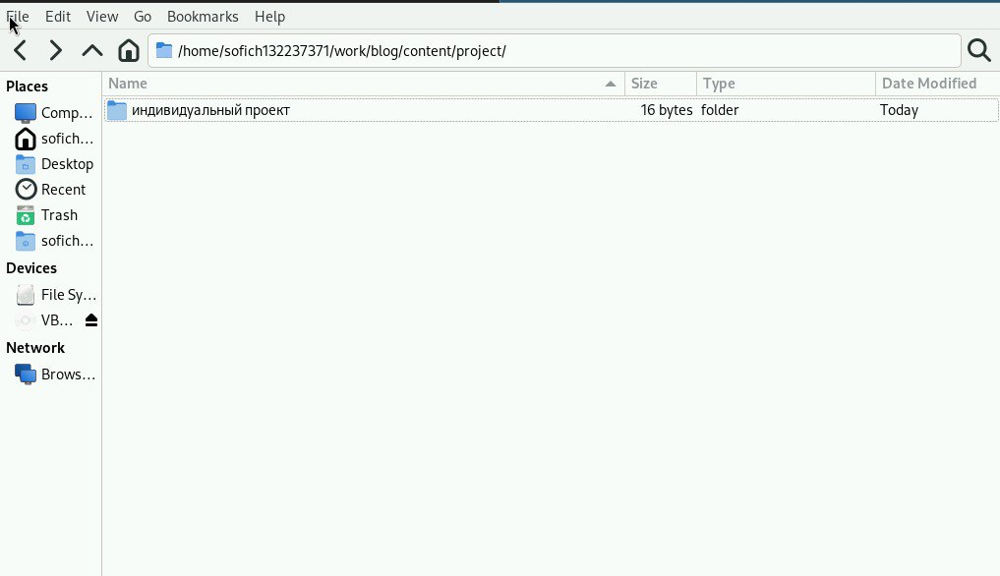 File Edit View Go Bookmarks Help
/home/sofich132237371/work/blog/content/project/
Places
Comp...
sofich...
Desktop
Recent
Trash
sofich...
Devices
File Sy...
VB...
Network
Brows...
Name Size Type Date Modified
индивидуальный проект 16 bytes folder Today